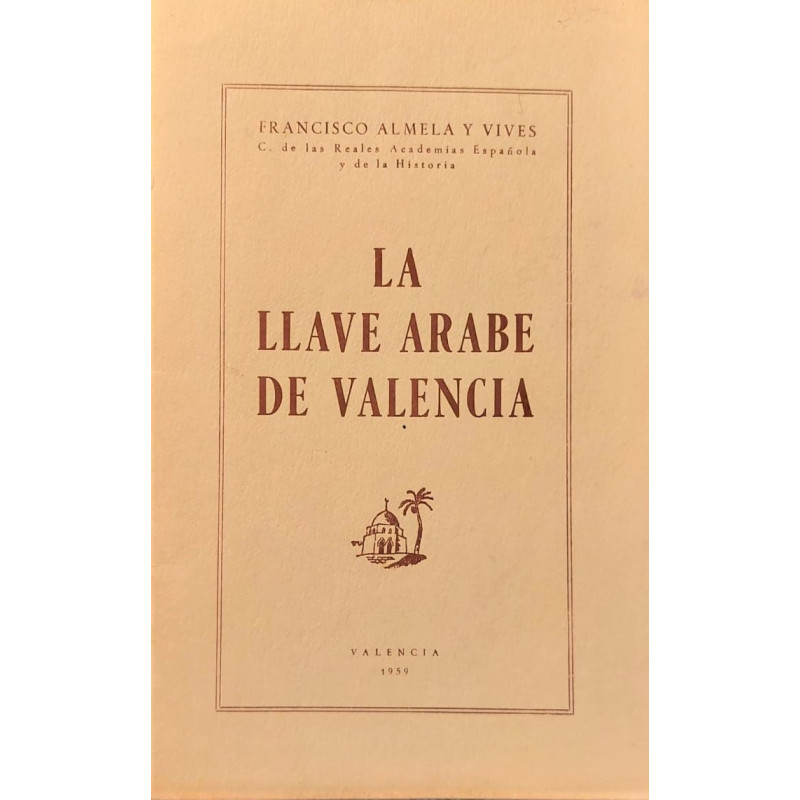 FRANCISCO ALMELA Y VIVES
C. de las Reales Academias Española
y de la Historia
LA
LLAVE ARABE
DE VALENCIA
VALENCIA
1959